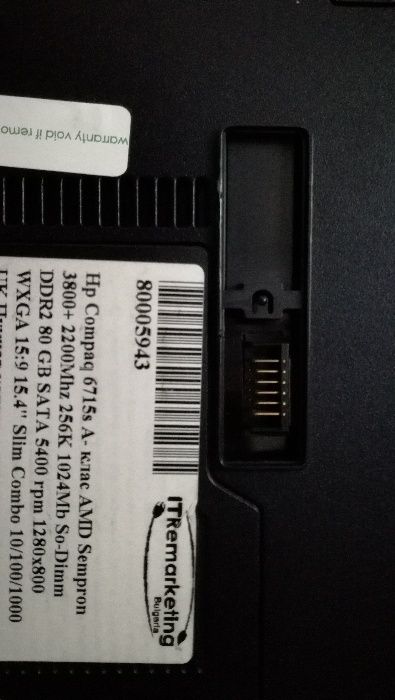 warranty void if remo
ITRemarketing
Bulgaria
80005943
Hp Compaq 6715s A- клас AMD Sempron
3800+ 2200Mhz 256K 1024Mb So-Dimm
DDR2 80 GB SATA 5400 rpm 1280x800
WXGA 15:9 15.4" Slim Combo 10/100/1000